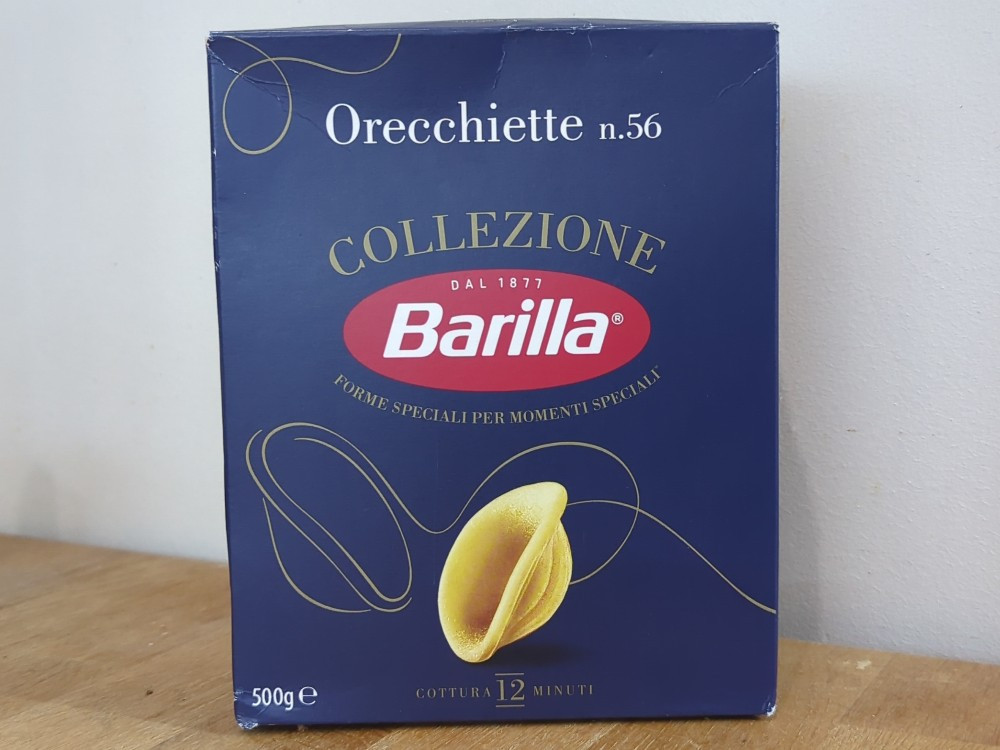 Orecchiette n.56
COLLEZIONE
DAL 1877
Barilla®
FORME SPECIALI PER MOMENTI SPECIALI
500g ℮
COTTURA 12 MINUTI